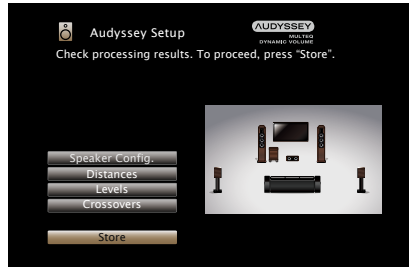 Audyssey Setup
AUDYSSEY
MULTEQ
DYNAMIC VOLUME
Check processing results. To proceed, press “Store”.
Speaker Config.
Distances
Levels
Crossovers
Store